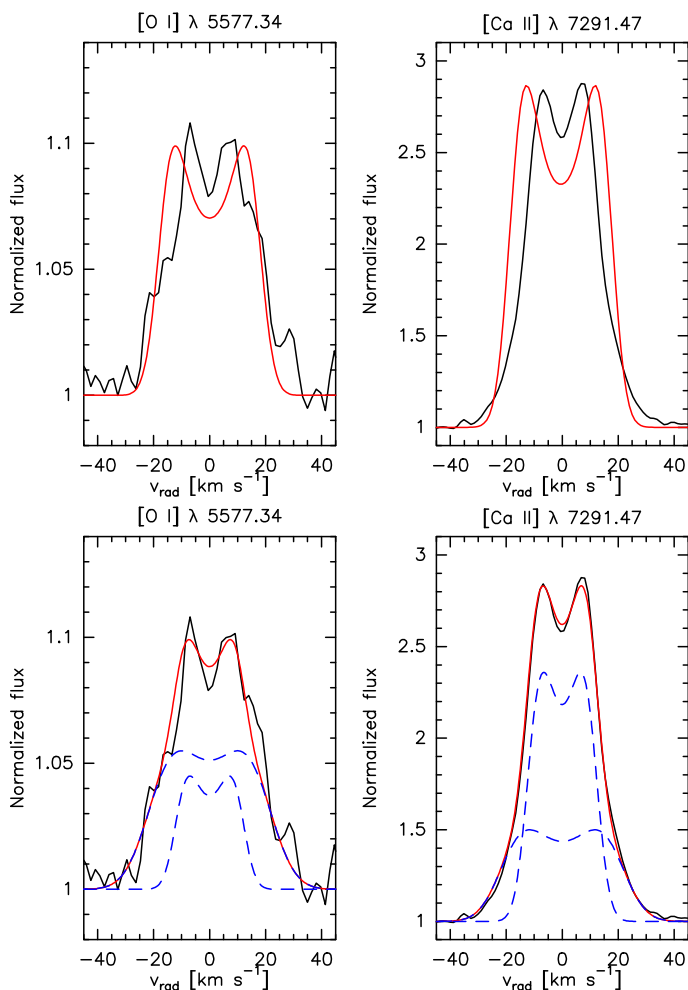 [O I] λ 5577.34
[Ca II] λ 7291.47
Normalized flux
1.1
1.05
1
−40 −20 0 20 40
v_rad [km s⁻¹]
Normalized flux
3
2.5
2
1.5
1
−40 −20 0 20 40
v_rad [km s⁻¹]
[O I] λ 5577.34
[Ca II] λ 7291.47
Normalized flux
1.1
1.05
1
−40 −20 0 20 40
v_rad [km s⁻¹]
Normalized flux
3
2.5
2
1.5
1
−40 −20 0 20 40
v_rad [km s⁻¹]